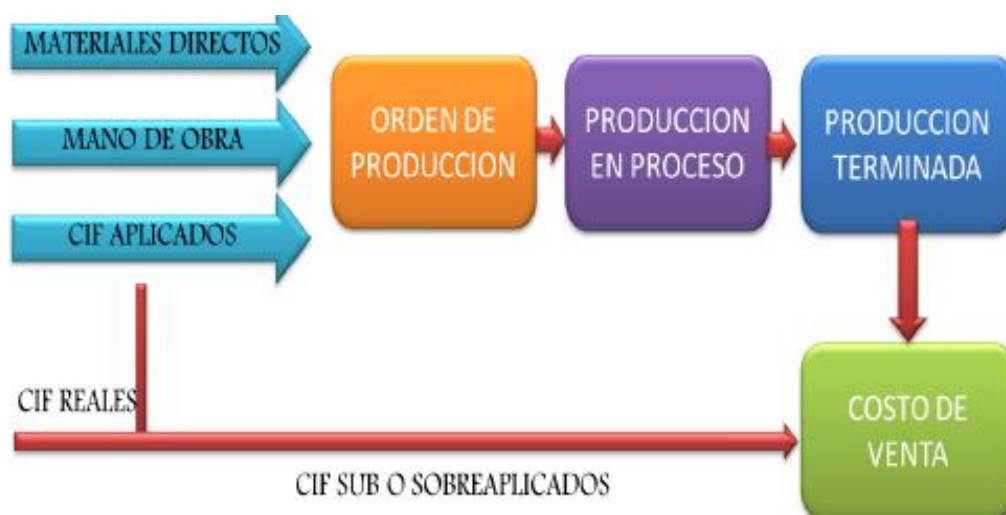 MATERIALES DIRECTOS
MANO DE OBRA
CIF APLICADOS
ORDEN DE
PRODUCCION
PRODUCCION
EN PROCESO
PRODUCCION
TERMINADA
CIF REALES
CIF SUB O SOBREAPLICADOS
COSTO DE
VENTA